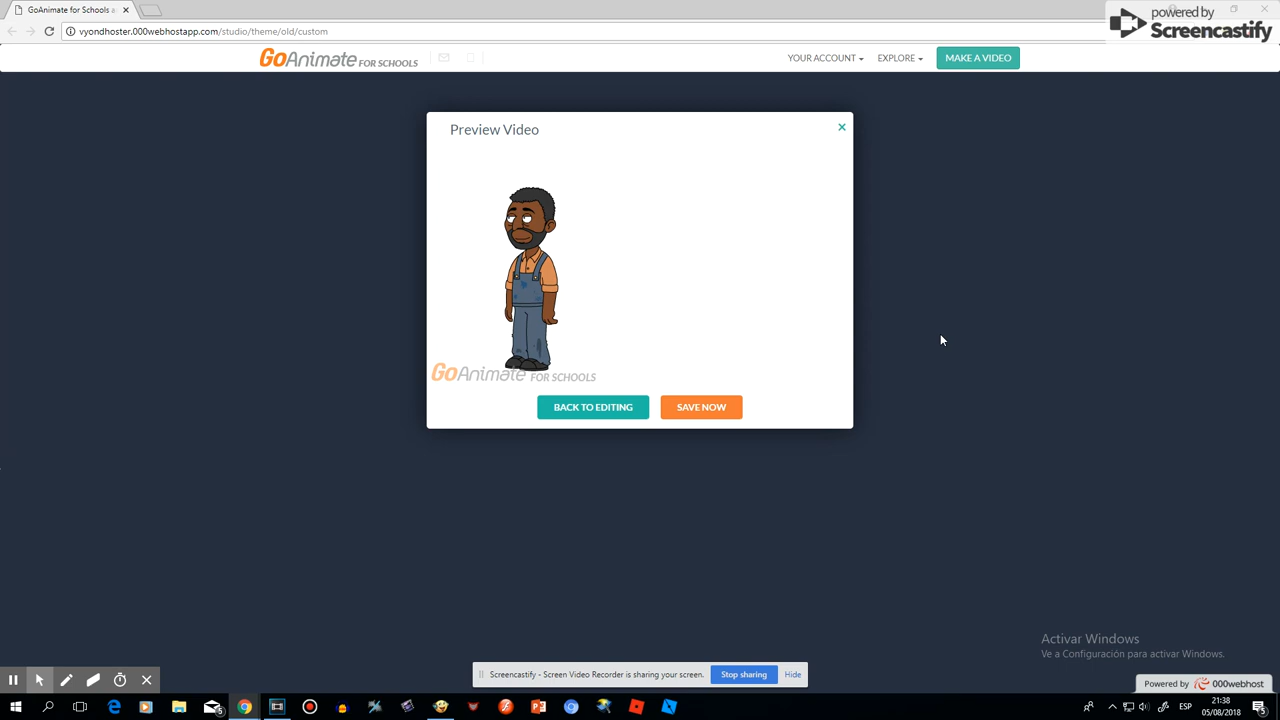 GoAnimate for Schools a
vyondhoster.000webhostapp.com/studio/theme/old/custom
powered by
Screencastify
GoAnimate FOR SCHOOLS
YOUR ACCOUNT
EXPLORE
MAKE A VIDEO
Preview Video
GoAnimate FOR SCHOOLS
BACK TO EDITING
SAVE NOW
Activar Windows
Ve a Configuración para activar Windows.
Screencastify - Screen Video Recorder is sharing your screen.
Stop sharing
Hide
Powered by 000webhost
ESP
21:38
05/08/2018